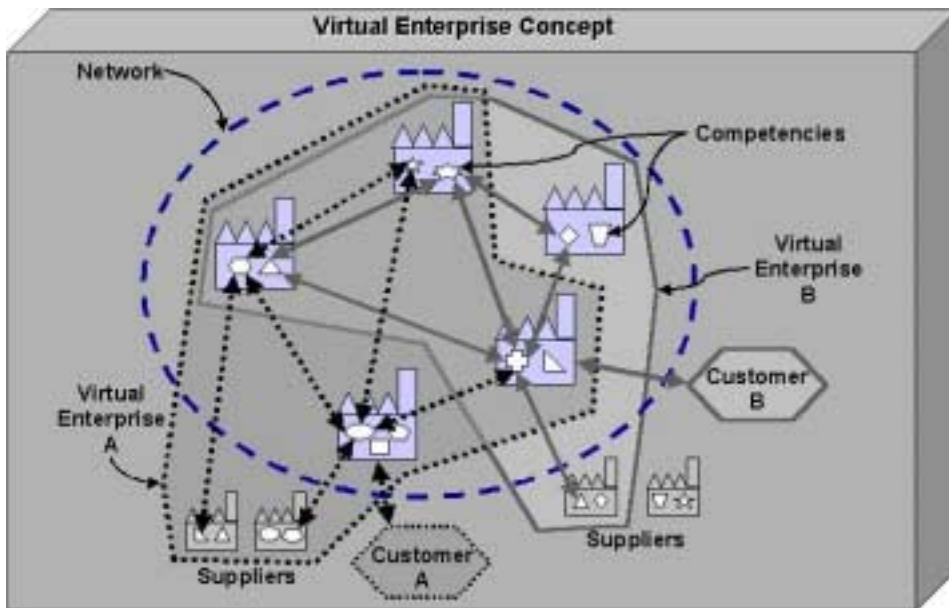 Virtual Enterprise Concept
Network
Competencies
Virtual
Enterprise
B
Virtual
Enterprise
A
Customer
B
Suppliers
Suppliers
Customer
A